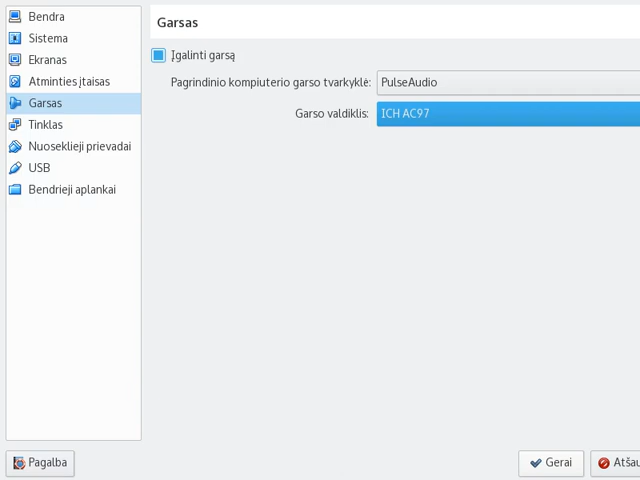 Bendra
Sistema
Ekranas
Atminties įtaisas
Garsas
Tinklas
Nuoseklieji prievadai
USB
Bendrieji aplankai
Garsas
Įgalinti garsą
Pagrindinio kompiuterio garso tvarkyklė: PulseAudio
Garso valdiklis: ICH AC97
Pagalba
Gerai